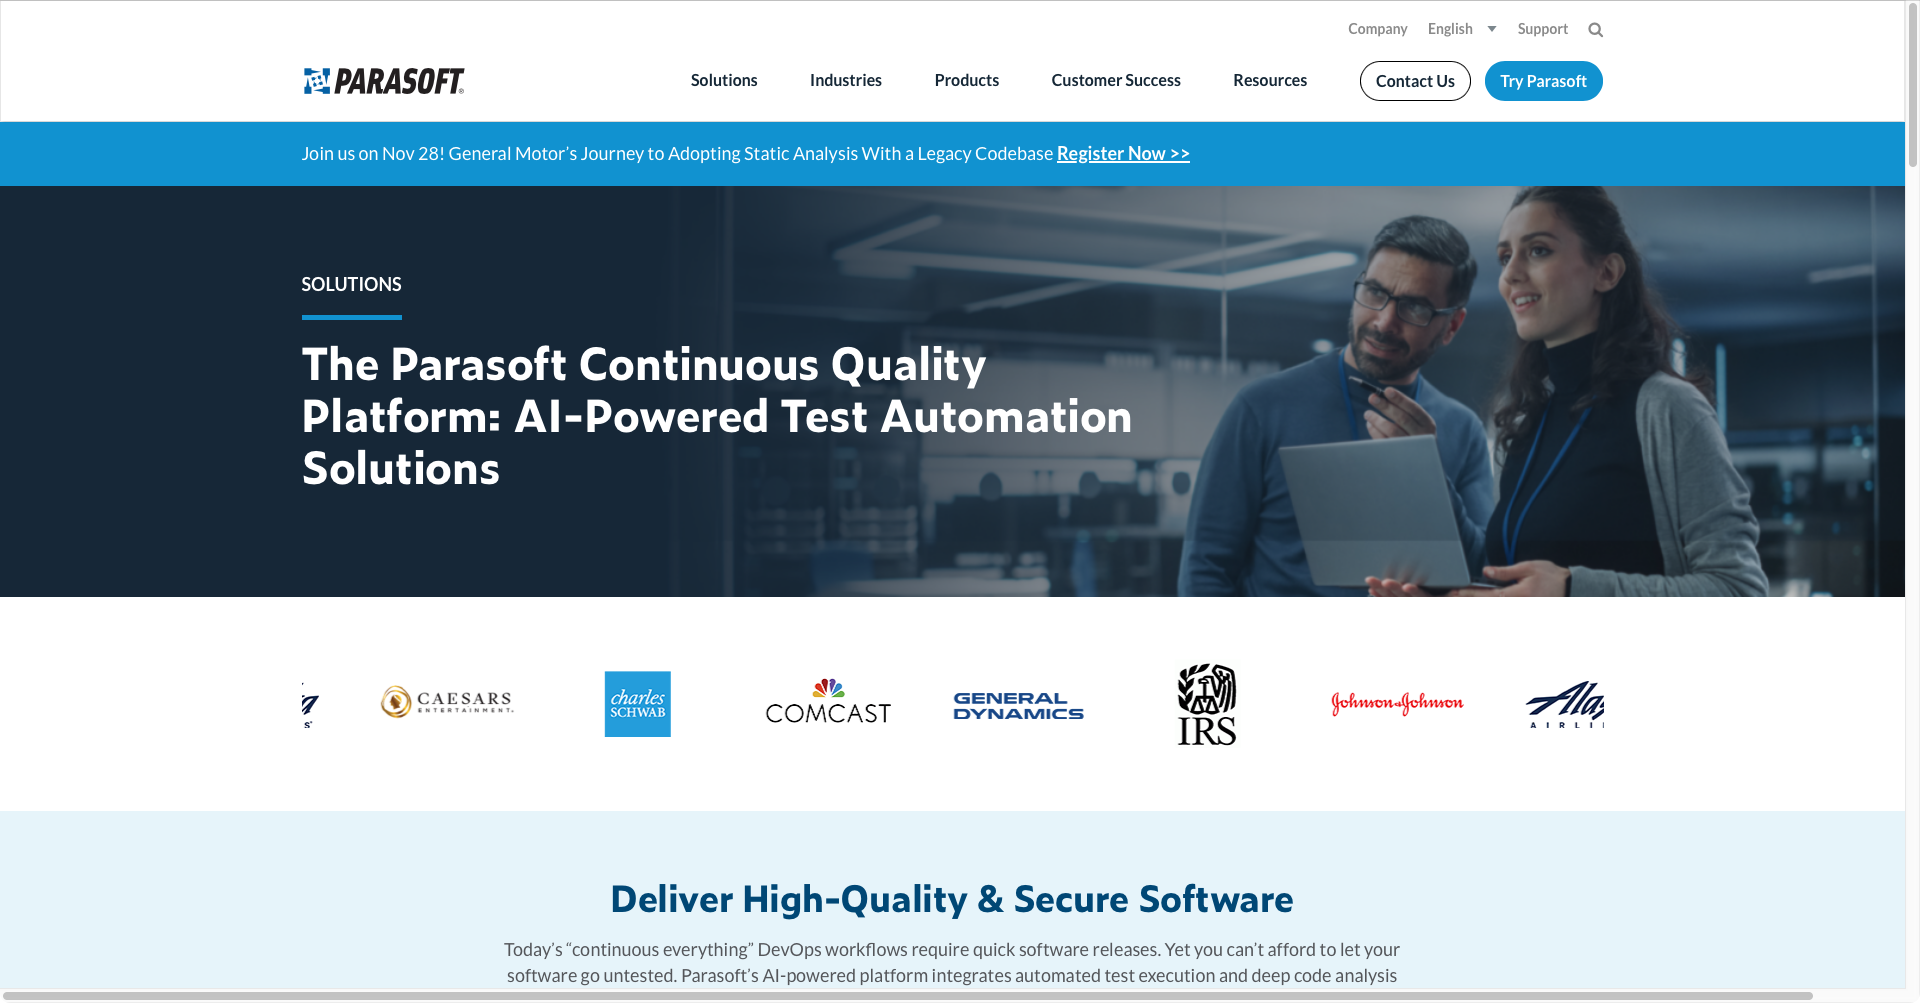 Company English Support
PARASOFT
Solutions Industries Products Customer Success Resources Contact Us Try Parasoft
Join us on Nov 28! General Motor’s Journey to Adopting Static Analysis With a Legacy Codebase Register Now >>
SOLUTIONS
The Parasoft Continuous Quality
Platform: AI-Powered Test Automation
Solutions
CAESARS
ENTERTAINMENT.
charles
SCHWAB
COMCAST
GENERAL
DYNAMICS
IRS
Johnson & Johnson
Deliver High-Quality & Secure Software
Today’s “continuous everything” DevOps workflows require quick software releases. Yet you can’t afford to let your
software go untested. Parasoft’s AI-powered platform integrates automated test execution and deep code analysis